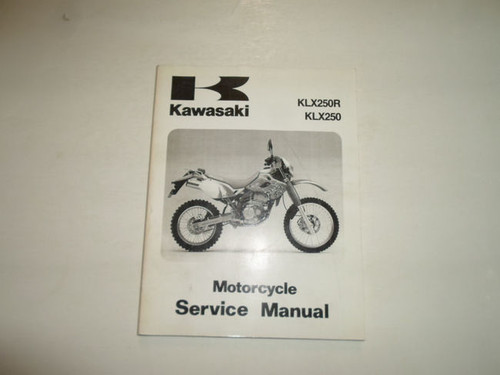 Kawasaki
KLX250R
KLX250
Motorcycle
Service Manual